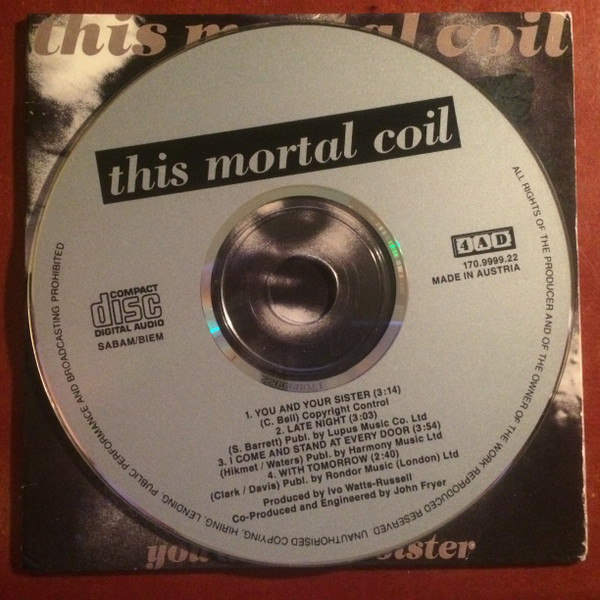 this m al coil
this mortal coil
4AD
170.9999.22
MADE IN AUSTRIA
COMPACT
disc
DIGITAL AUDIO
SABAM/BIEM
1. YOU AND YOUR SISTER (3:14)
(C. Bell) Copyright Control
2. LATE NIGHT (3:03)
(S. Barrett) Publ. by Lupus Music Co. Ltd
3. I COME AND STAND AT EVERY DOOR (3:54)
(Hikmet / Waters) Publ. by Harmony Music Ltd
4. WITH TOMORROW (2:40)
(Clark / Davis) Publ. by Rondor Music (London) Ltd
Produced by Ivo Watts-Russell
Co-Produced and Engineered by John Fryer
ALL RIGHTS OF THE PRODUCER AND OF THE OWNER OF THE WORK REPRODUCED RESERVED. UNAUTHORISED COPYING, HIRING, LENDING, PUBLIC PERFORMANCE AND BROADCASTING PROHIBITED
you sister